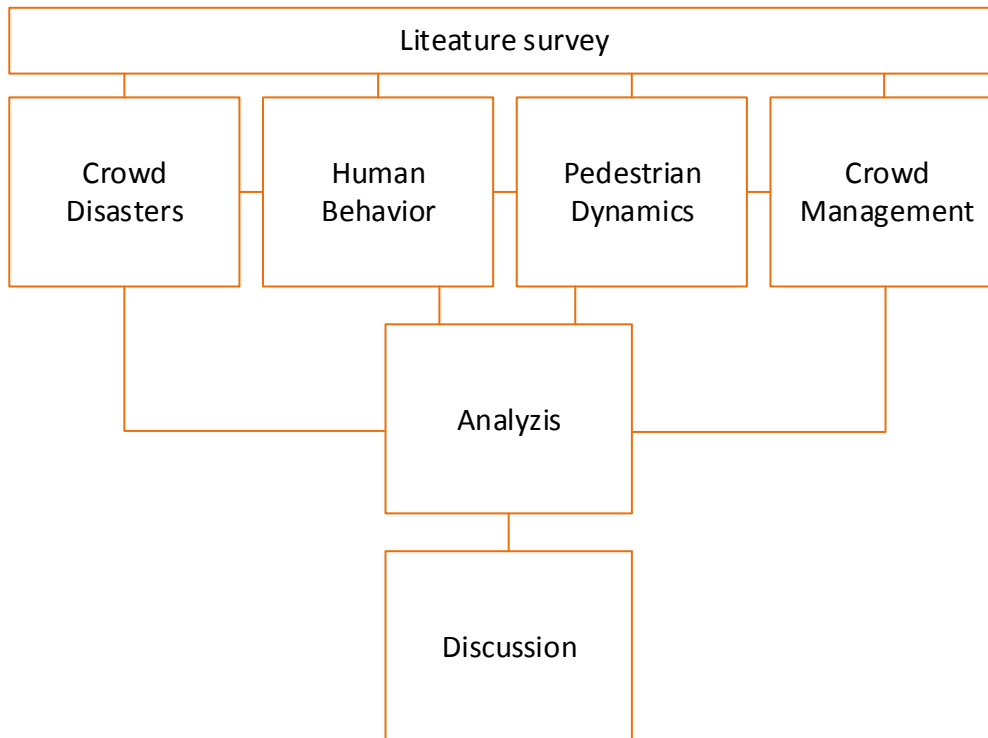 Liteature survey
Crowd
Disasters
Human
Behavior
Pedestrian
Dynamics
Crowd
Management
Analyzis
Discussion